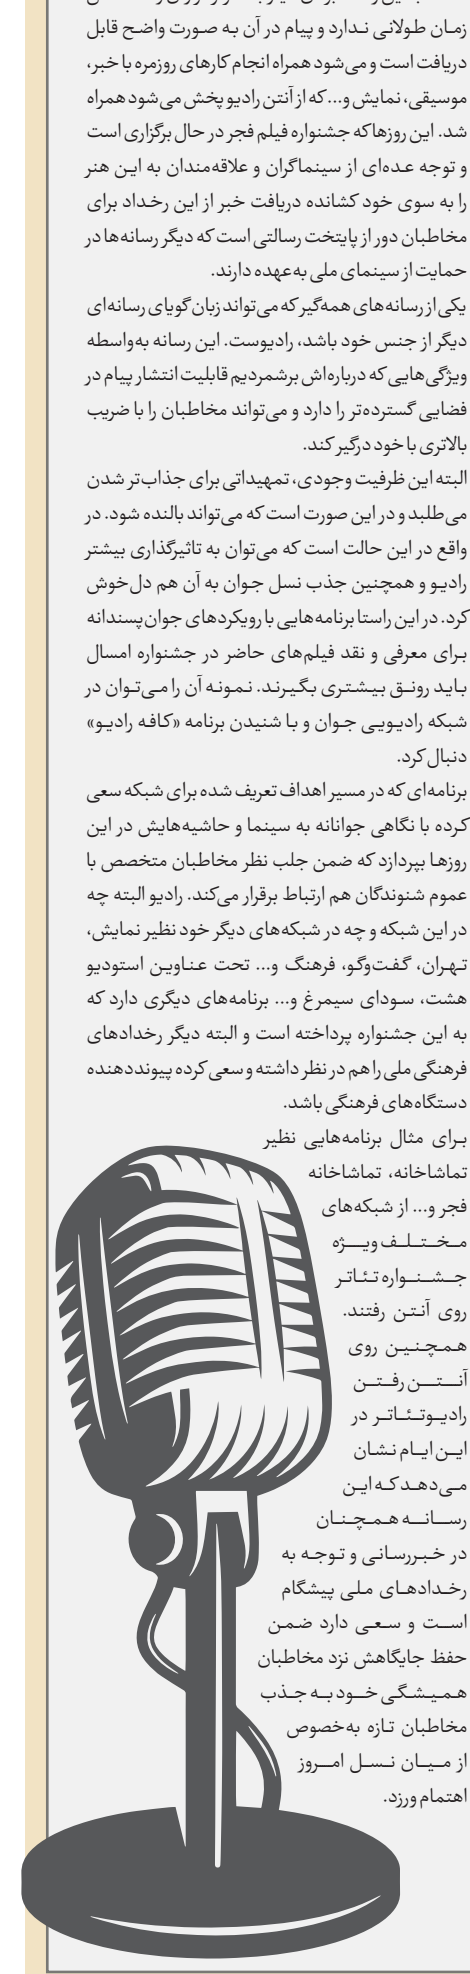 زمان طولانی ندارد و پیام در آن به صورت واضح قابل
دریافت است و می‌شود همراه انجام کارهای روزمره با خبر،
موسیقی، نمایش و... که از آنتن رادیو پخش می‌شود همراه
شد. این روزها که جشنواره فیلم فجر در حال برگزاری است
و توجه عده‌ای از سینماگران و علاقه‌مندان به این هنر
را به سوی خود کشانده دریافت خبر از این رخداد برای
مخاطبان دور از پایتخت رسالتی است که دیگر رسانه‌ها در
حمایت از سینمای ملی به‌عهده دارند.
یکی از رسانه‌های همه‌گیر که می‌تواند زبان گویای رسانه‌ای
دیگر از جنس خود باشد، رادیوست. این رسانه به‌واسطه
ویژگی‌هایی که درباره‌اش برشمردیم قابلیت انتشار پیام در
فضایی گسترده‌تر را دارد و می‌تواند مخاطبان را با ضریب
بالاتری با خود درگیر کند.
البته این ظرفیت وجودی، تمهیداتی برای جذاب‌تر شدن
می‌طلبد و در این صورت است که می‌تواند بالنده شود. در
واقع در این حالت است که می‌توان به تاثیرگذاری بیشتر
رادیو و همچنین جذب نسل جوان به آن هم دل‌خوش
کرد. در این راستا برنامه‌هایی با رویکردهای جوان‌پسندانه
برای معرفی و نقد فیلم‌های حاضر در جشنواره امسال
باید رونق بیشتری بگیرند. نمونه آن را می‌توان در
شبکه رادیویی جوان و با شنیدن برنامه «کافه رادیو»
دنبال کرد.
برنامه‌ای که در مسیر اهداف تعریف شده برای شبکه سعی
کرده با نگاهی جوانانه به سینما و حاشیه‌هایش در این
روزها بپردازد که ضمن جلب نظر مخاطبان متخصص با
عموم شنوندگان هم ارتباط برقرار می‌کند. رادیو البته چه
در این شبکه و چه در شبکه‌های دیگر خود نظیر نمایش،
تهران، گفت‌وگو، فرهنگ و... تحت عناوین استودیو
هشت، سودای سیمرغ و... برنامه‌های دیگری دارد که
به این جشنواره پرداخته است و البته دیگر رخدادهای
فرهنگی ملی را هم در نظر داشته و سعی کرده پیونددهنده
دستگاه‌های فرهنگی باشد.
برای مثال برنامه‌هایی نظیر
تماشاخانه، تماشاخانه
فجر و... از شبکه‌های
مختلف ویژه
جشنواره تئاتر
روی آنتن رفتند.
همچنین روی
آنتن رفتن
رادیوتئاتر در
این ایام نشان
می‌دهد که این
رسانه همچنان
در خبررسانی و توجه به
رخدادهای ملی پیشگام
است و سعی دارد ضمن
حفظ جایگاهش نزد مخاطبان
همیشگی خود به جذب
مخاطبان تازه به‌خصوص
از میان نسل امروز
اهتمام ورزد.